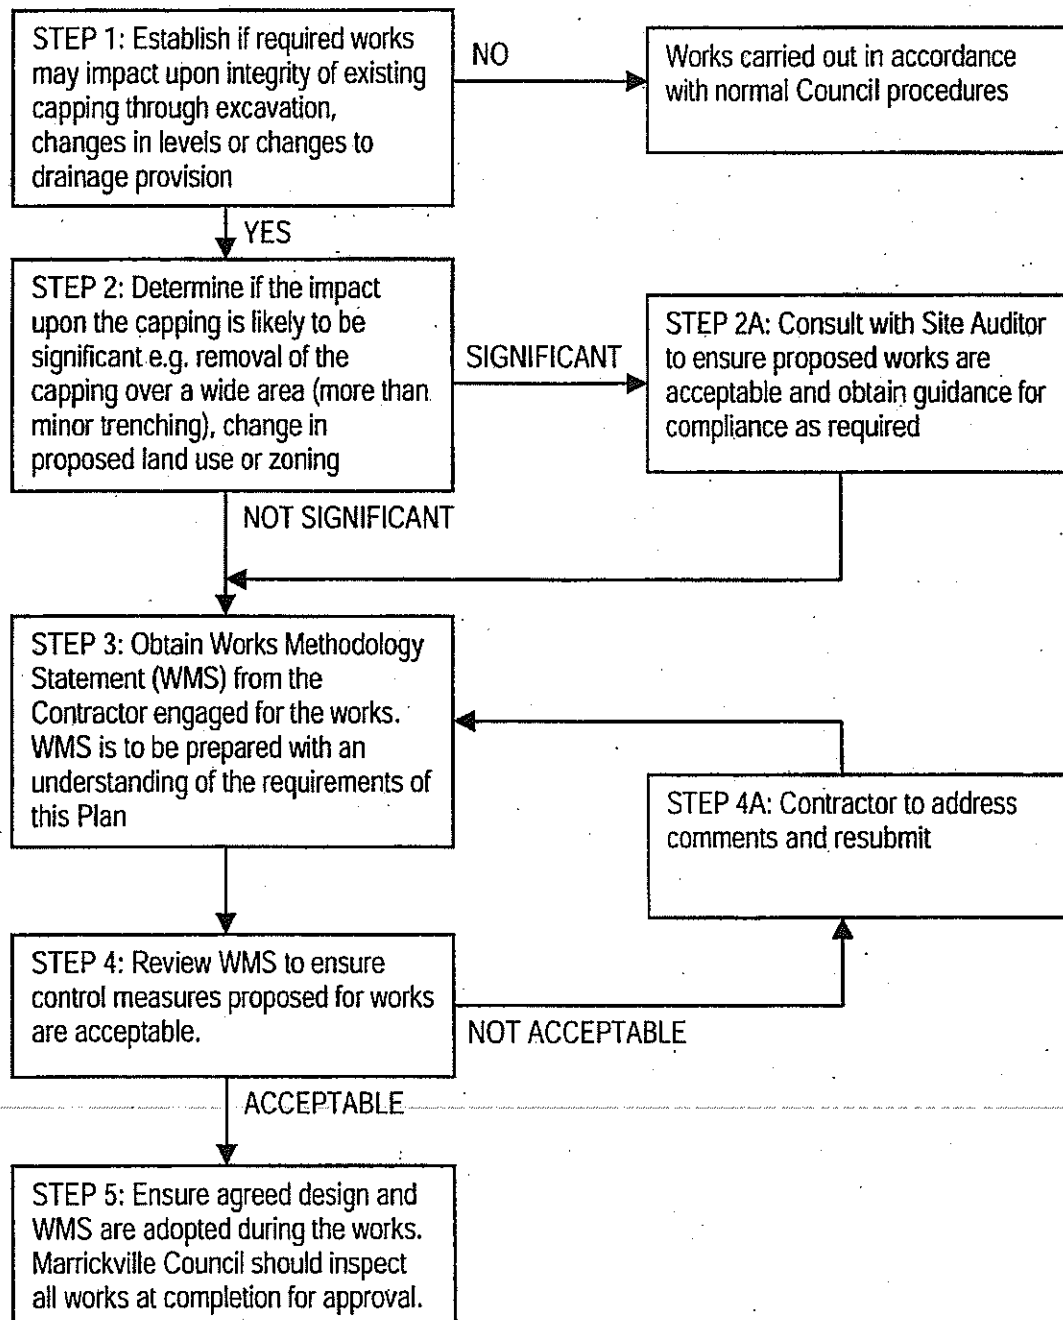 STEP 1: Establish if required works
may impact upon integrity of existing
capping through excavation,
changes in levels or changes to
drainage provision
NO
Works carried out in accordance
with normal Council procedures
YES
STEP 2: Determine if the impact
upon the capping is likely to be
significant e.g. removal of the
capping over a wide area (more than
minor trenching), change in
proposed land use or zoning
SIGNIFICANT
STEP 2A: Consult with Site Auditor
to ensure proposed works are
acceptable and obtain guidance for
compliance as required
NOT SIGNIFICANT
STEP 3: Obtain Works Methodology
Statement (WMS) from the
Contractor engaged for the works.
WMS is to be prepared with an
understanding of the requirements of
this Plan
STEP 4A: Contractor to address
comments and resubmit
STEP 4: Review WMS to ensure
control measures proposed for works
are acceptable.
NOT ACCEPTABLE
ACCEPTABLE
STEP 5: Ensure agreed design and
WMS are adopted during the works.
Marrickville Council should inspect
all works at completion for approval.